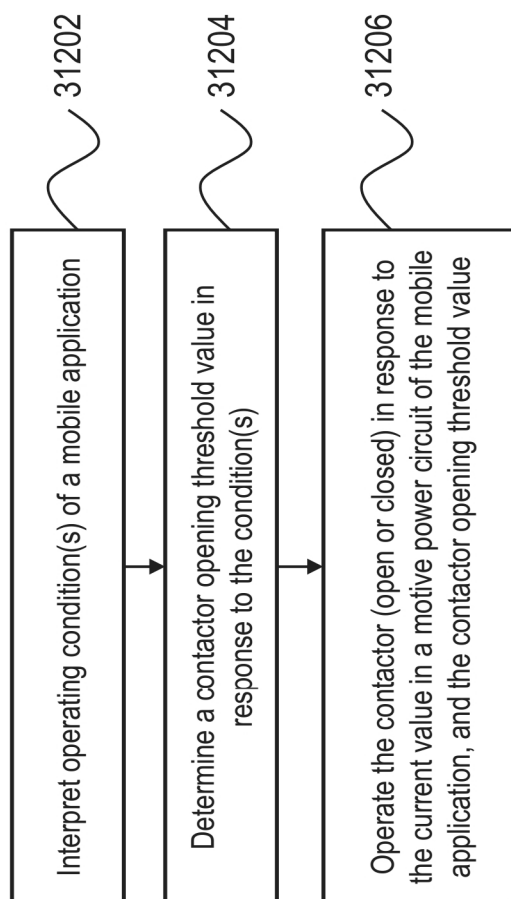 Interpret operating condition(s) of a mobile application
31202
Determine a contactor opening threshold value in
response to the condition(s)
31204
Operate the contactor (open or closed) in response to
the current value in a motive power circuit of the mobile
application, and the contactor opening threshold value
31206